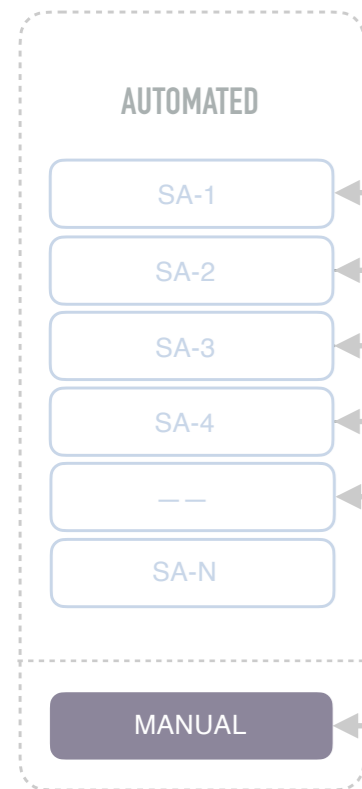 AUTOMATED
SA-1
SA-2
SA-3
SA-4
— —
SA-N
MANUAL